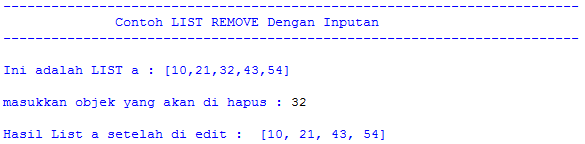 ------------------------------------------------------------------------
Contoh LIST REMOVE Dengan Inputan
------------------------------------------------------------------------
Ini adalah LIST a : [10,21,32,43,54]
masukkan objek yang akan di hapus : 32
Hasil List a setelah di edit :  [10, 21, 43, 54]